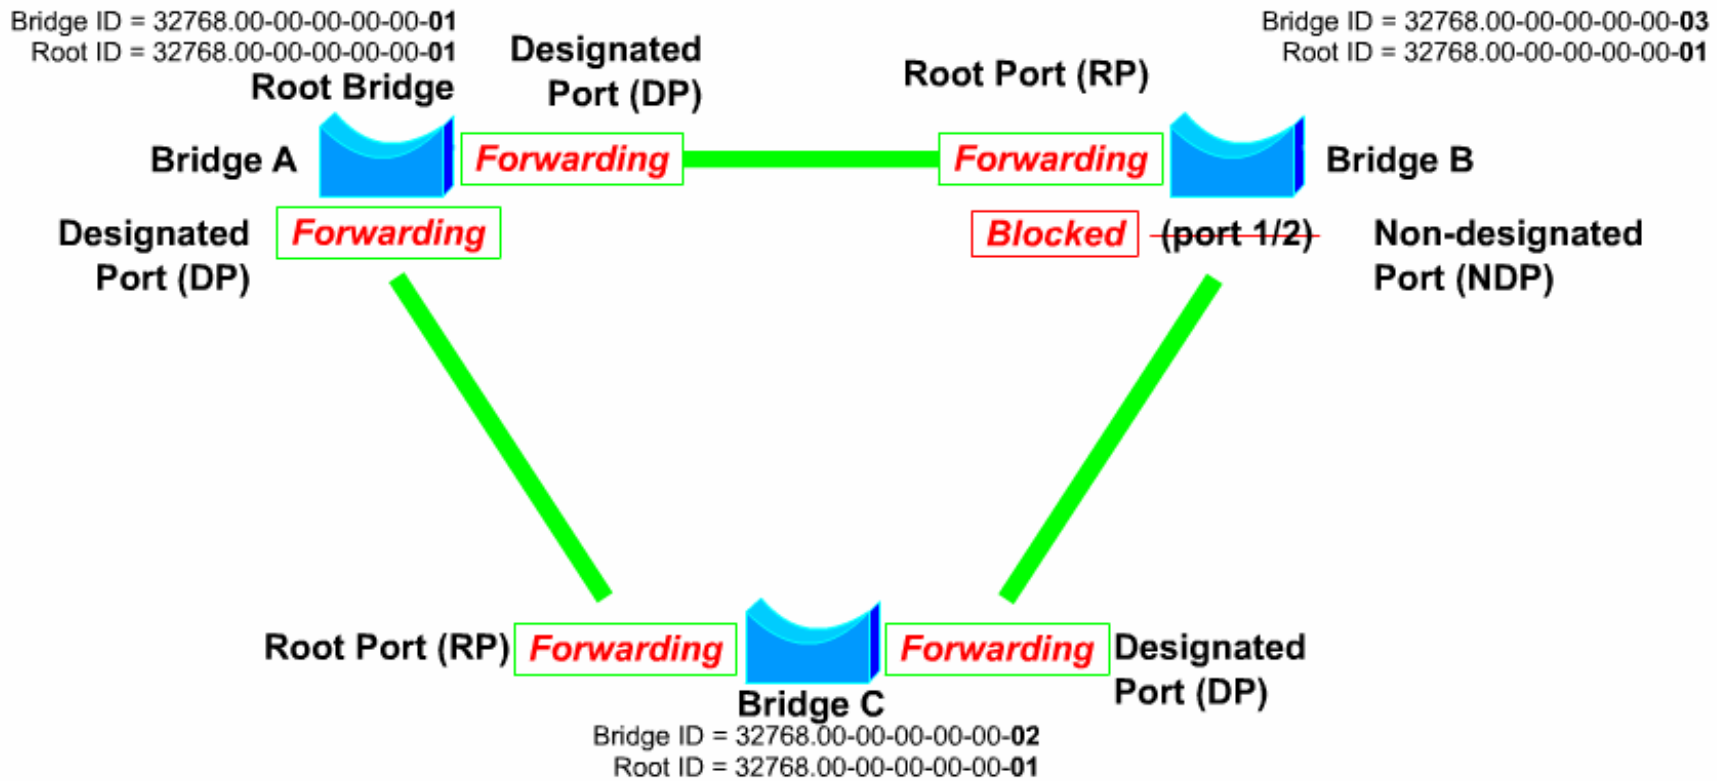 Bridge ID = 32768.00-00-00-00-00-01
Root ID = 32768.00-00-00-00-00-01
Root Bridge
Designated
Port (DP)
Root Port (RP)
Bridge ID = 32768.00-00-00-00-00-03
Root ID = 32768.00-00-00-00-00-01
Bridge A
Forwarding
Forwarding
Bridge B
Designated
Port (DP)
Forwarding
Blocked
(port 1/2)
Non-designated
Port (NDP)
Root Port (RP)
Forwarding
Forwarding
Designated
Port (DP)
Bridge C
Bridge ID = 32768.00-00-00-00-00-02
Root ID = 32768.00-00-00-00-00-01